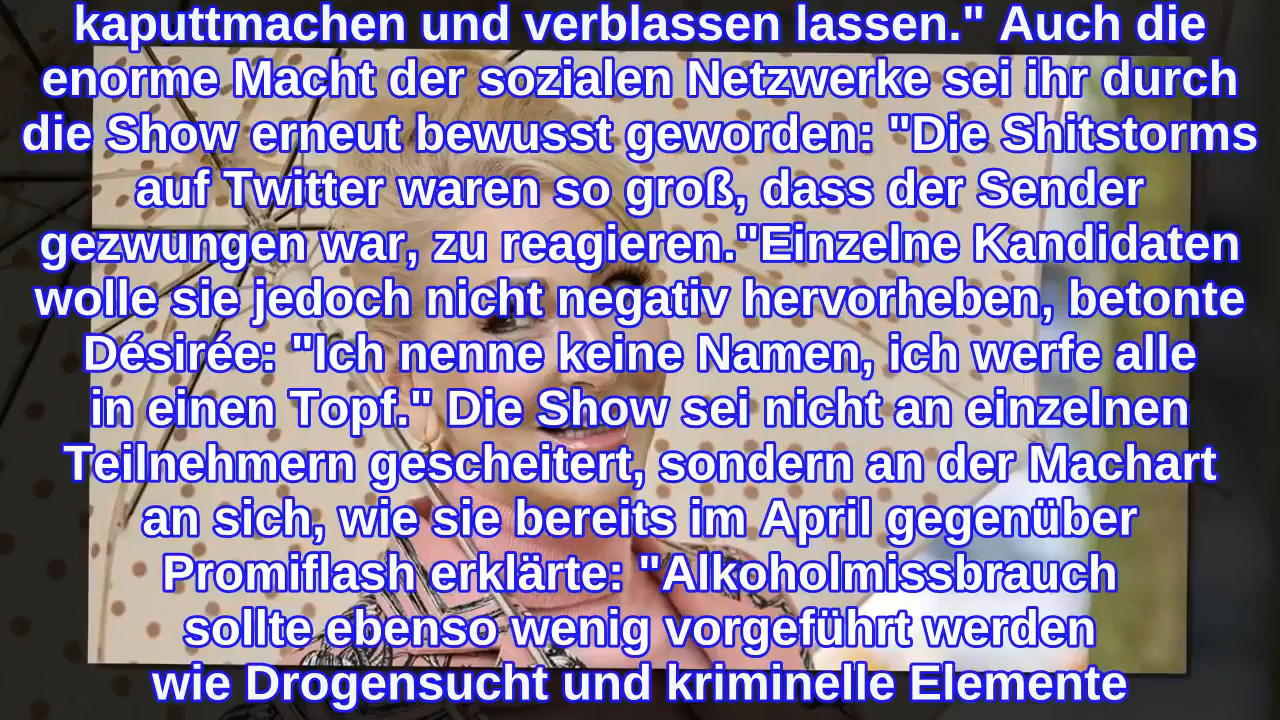 kaputtmachen und verblassen lassen." Auch die
enorme Macht der sozialen Netzwerke sei ihr durch
die Show erneut bewusst geworden: "Die Shitstorms
auf Twitter waren so groß, dass der Sender
gezwungen war, zu reagieren."Einzelne Kandidaten
wolle sie jedoch nicht negativ hervorheben, betonte
Désirée: "Ich nenne keine Namen, ich werfe alle
in einen Topf." Die Show sei nicht an einzelnen
Teilnehmern gescheitert, sondern an der Machart
an sich, wie sie bereits im April gegenüber
Promiflash erklärte: "Alkoholmissbrauch
sollte ebenso wenig vorgeführt werden
wie Drogensucht und kriminelle Elemente